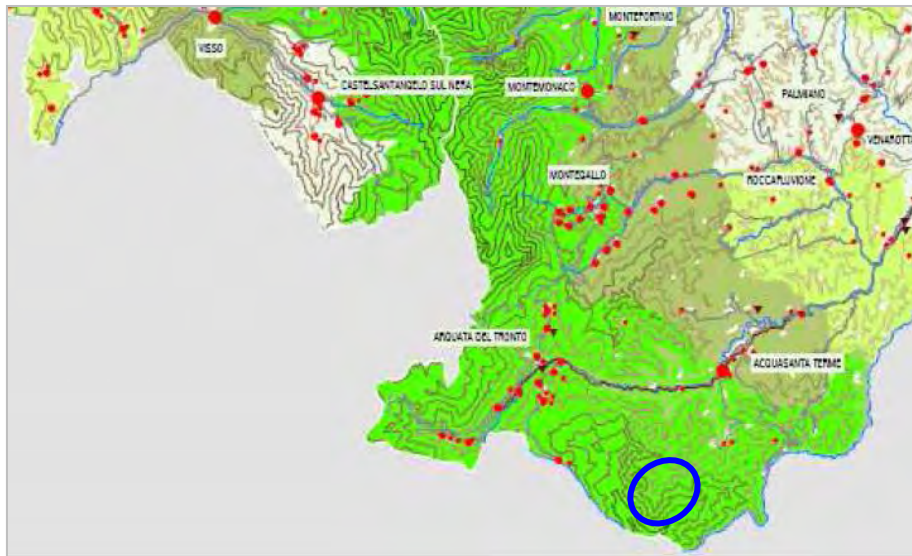 MONTEFORTINO
VISSO
CASTELSANTANGELO SUL NERA
MONTEMONACO
PALMIANO
VENAROTTA
MONTEGALLO
ROCCAFLUVIONE
ARQUATA DEL TRONTO
ACQUASANTA TERME